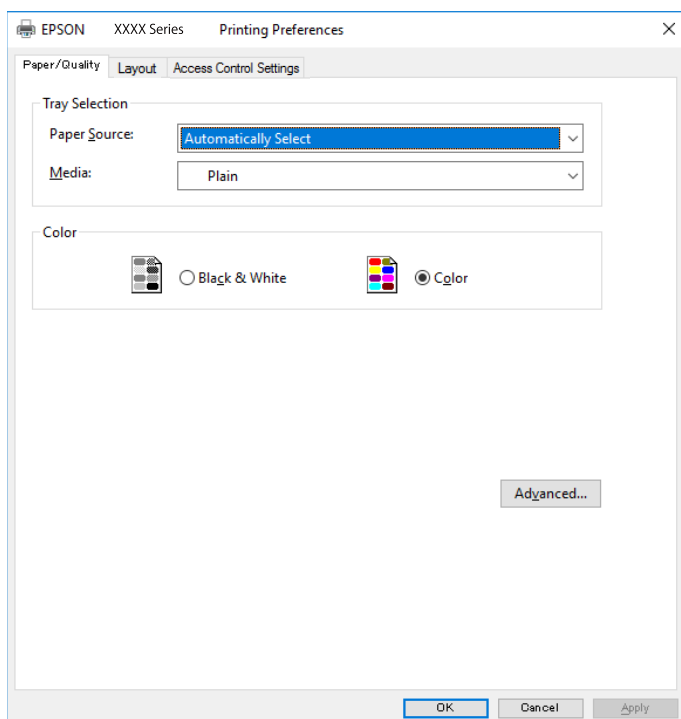 EPSON XXXX Series Printing Preferences
Paper/Quality Layout Access Control Settings
Tray Selection
Paper Source: Automatically Select
Media: Plain
Color
Black & White Color
Advanced...
OK Cancel Apply